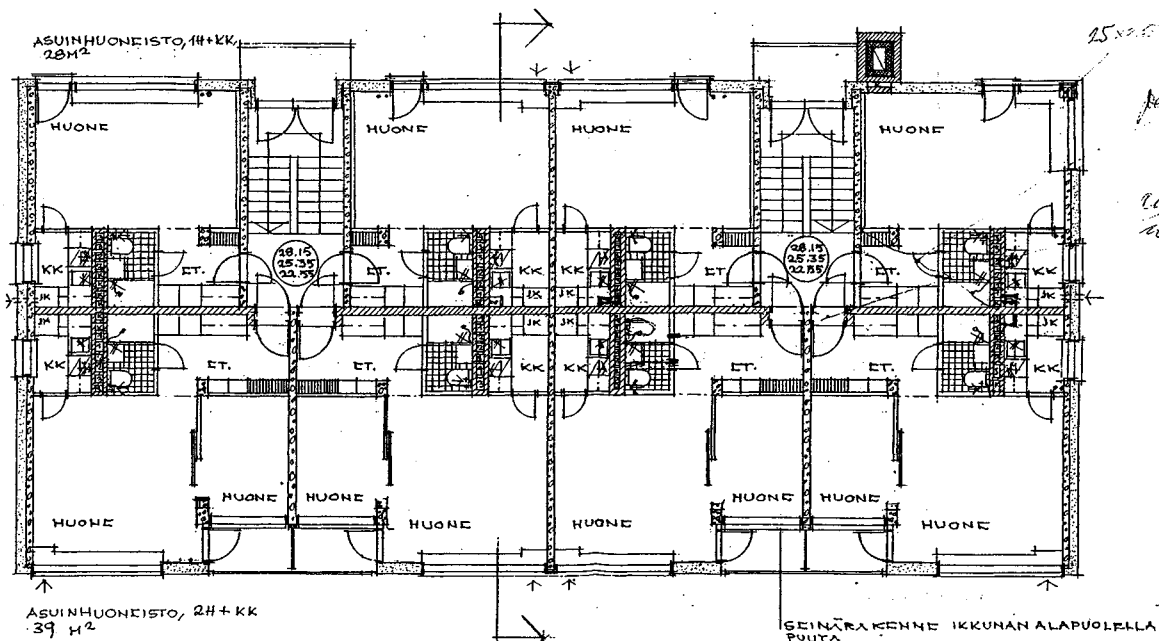 ASUINHUONEISTO, 1H+KK,
28M²
HUONE
HUONE
HUONE
HUONE
28.15
25.35
22.55
28.15
25.35
22.55
KK
ET.
ET.
KK
KK
ET.
ET.
KK
JK
JK
JK
JK
JK
JK
JK
JK
KK
ET.
ET.
KK
KK
ET.
ET.
KK
HUONE
HUONE
HUONE
HUONE
HUONE
HUONE
HUONE
HUONE
ASUINHUONEISTO, 2H+KK
39 M²
SEINÄRAKENNE IKKUNAN ALAPUOLELLA
PUUTA